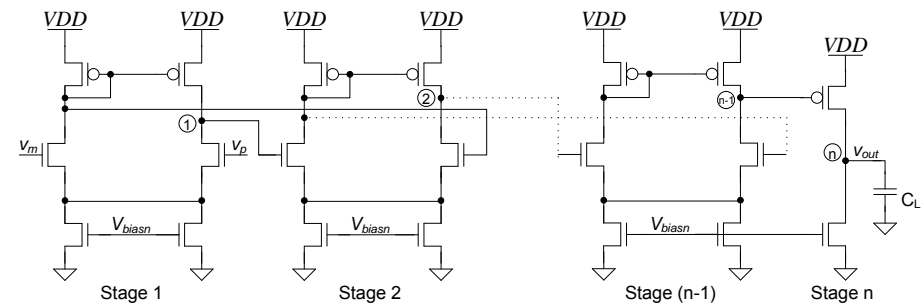 VDD VDD VDD VDD VDD VDD
VDD
2 n-1
1
vm vp n vout
CL
Vbiasn Vbiasn Vbiasn
Stage 1 Stage 2 Stage (n-1) Stage n